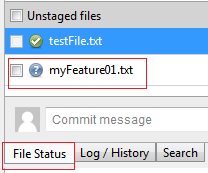 Unstaged files
testFile.txt
myFeature01.txt
Commit message
File Status Log / History Search